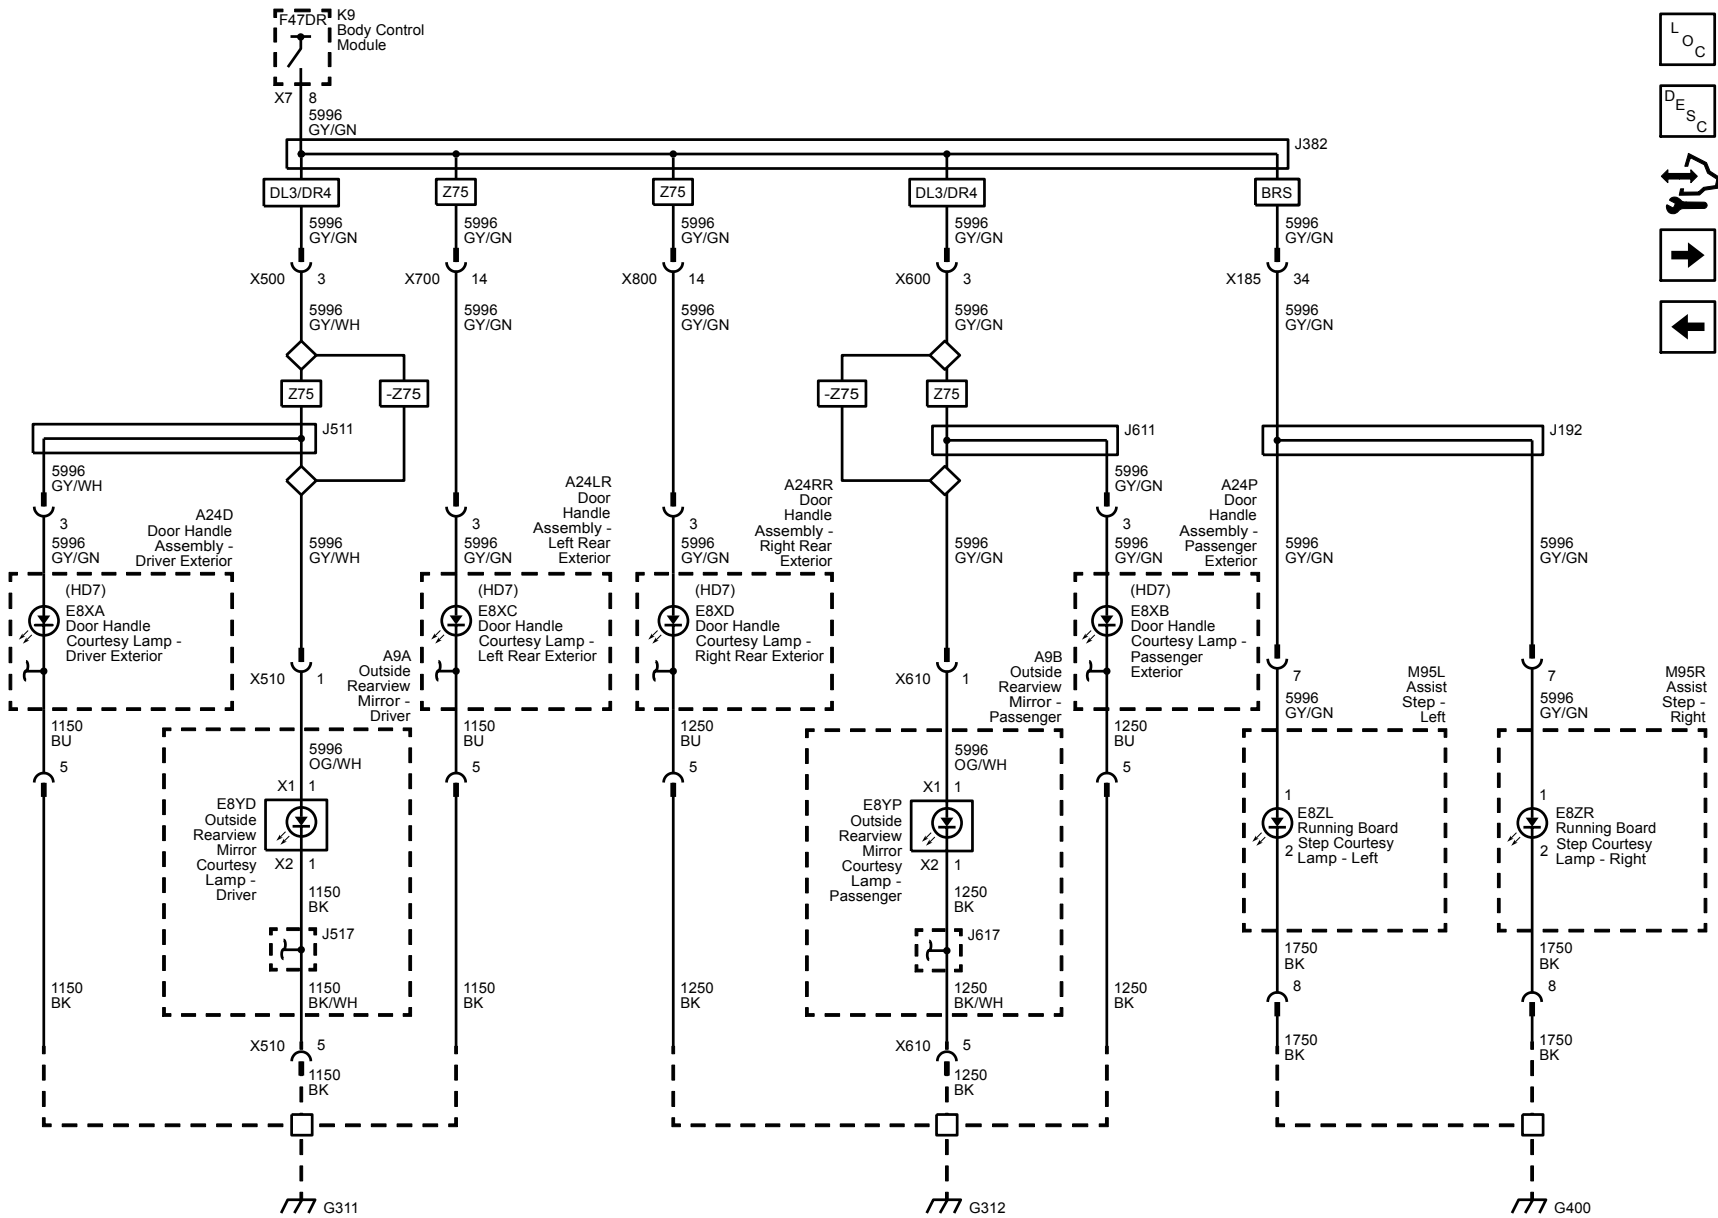 F47DR
K9
Body Control
Module
X7 8
5996
GY/GN
J382
DL3/DR4
Z75
Z75
DL3/DR4
BRS
5996
GY/GN
5996
GY/GN
5996
GY/GN
5996
GY/GN
5996
GY/GN
X500 3
X700 14
X800 14
X600 3
X185 34
5996
GY/WH
5996
GY/GN
5996
GY/GN
5996
GY/GN
5996
GY/GN
Z75
-Z75
-Z75
Z75
J511
J611
J192
5996
GY/WH
5996
GY/GN
3
A24D
Door Handle
Assembly -
Driver Exterior
5996
GY/GN
5996
GY/WH
3
5996
GY/GN
A24LR
Door
Handle
Assembly -
Left Rear
Exterior
3
5996
GY/GN
A24RR
Door
Handle
Assembly -
Right Rear
Exterior
5996
GY/GN
3
5996
GY/GN
A24P
Door
Handle
Assembly -
Passenger
Exterior
5996
GY/GN
5996
GY/GN
(HD7)
E8XA
Door Handle
Courtesy Lamp -
Driver Exterior
(HD7)
E8XC
Door Handle
Courtesy Lamp -
Left Rear Exterior
(HD7)
E8XD
Door Handle
Courtesy Lamp -
Right Rear Exterior
(HD7)
E8XB
Door Handle
Courtesy Lamp -
Passenger
Exterior
X510 1
A9A
Outside
Rearview
Mirror -
Driver
X610 1
A9B
Outside
Rearview
Mirror -
Passenger
7
5996
GY/GN
M95L
Assist
Step -
Left
7
5996
GY/GN
M95R
Assist
Step -
Right
1150
BU
5
5996
OG/WH
1150
BU
5
1250
BU
5
5996
OG/WH
1250
BU
5
X1 1
E8YD
Outside
Rearview
Mirror
Courtesy
Lamp -
Driver
X2 1
1150
BK
J517
1150
BK/WH
X1 1
E8YP
Outside
Rearview
Mirror
Courtesy
Lamp -
Passenger
X2 1
1250
BK
J617
1250
BK/WH
1
E8ZL
Running Board
Step Courtesy
Lamp - Left
2
1
E8ZR
Running Board
Step Courtesy
Lamp - Right
2
1750
BK
8
1750
BK
8
1150
BK
1150
BK
1250
BK
1250
BK
X510 5
1150
BK
X610 5
1250
BK
1750
BK
1750
BK
G311
G312
G400
LOC
DESC